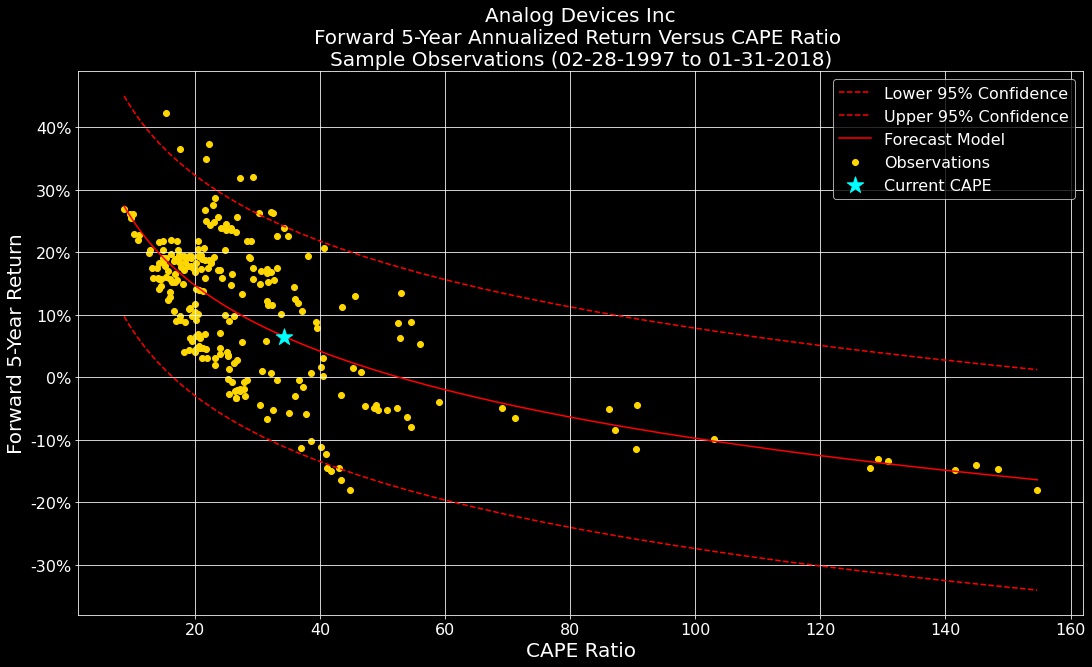 Analog Devices Inc
Forward 5-Year Annualized Return Versus CAPE Ratio
Sample Observations (02-28-1997 to 01-31-2018)
Lower 95% Confidence
Upper 95% Confidence
Forecast Model
Observations
Current CAPE
Forward 5-Year Return
40%
30%
20%
10%
0%
-10%
-20%
-30%
20 40 60 80 100 120 140 160
CAPE Ratio